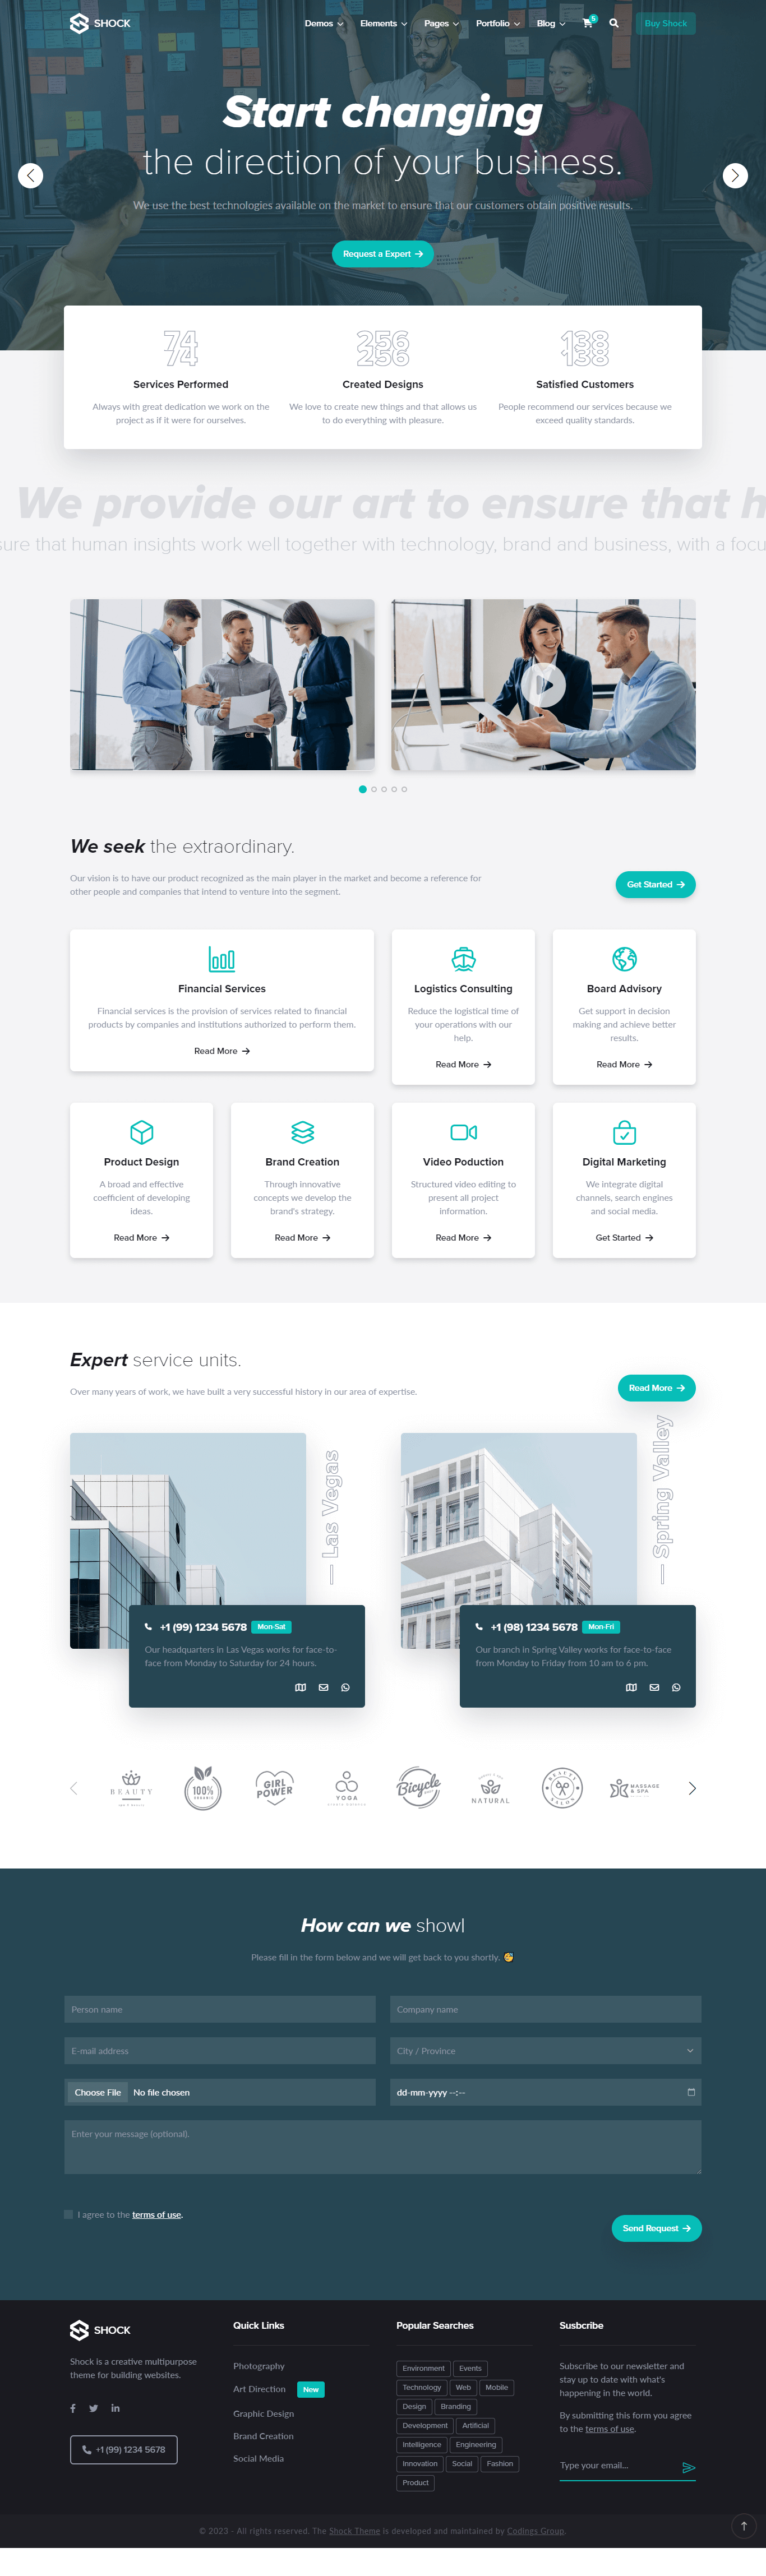 SHOCK
Demos
Elements
Pages
Portfolio
Blog
5
Buy Shock
Start changing
the direction of your business.
We use the best technologies available on the market to ensure that our customers obtain positive results.
Request a Expert
74
74
256
256
138
138
Services Performed
Created Designs
Satisfied Customers
Always with great dedication we work on the
project as if it were for ourselves.
We love to create new things and that allows us
to do everything with pleasure.
People recommend our services because we
exceed quality standards.
We provide our art to ensure that h
sure that human insights work well together with technology, brand and business, with a focu
We seek the extraordinary.
Our vision is to have our product recognized as the main player in the market and become a reference for
other people and companies that intend to venture into the segment.
Get Started
Financial Services
Financial services is the provision of services related to financial
products by companies and institutions authorized to perform them.
Read More
Logistics Consulting
Reduce the logistical time of
your operations with our
help.
Read More
Board Advisory
Get support in decision
making and achieve better
results.
Read More
Product Design
A broad and effective
coefficient of developing
ideas.
Read More
Brand Creation
Through innovative
concepts we develop the
brand's strategy.
Read More
Video Poduction
Structured video editing to
present all project
information.
Read More
Digital Marketing
We integrate digital
channels, search engines
and social media.
Get Started
Expert service units.
Over many years of work, we have built a very successful history in our area of expertise.
Read More
— Las Vegas
+1 (99) 1234 5678 Mon-Sat
Our headquarters in Las Vegas works for face-to-
face from Monday to Saturday for 24 hours.
— Spring Valley
+1 (98) 1234 5678 Mon-Fri
Our branch in Spring Valley works for face-to-face
from Monday to Friday from 10 am to 6 pm.
BEAUTY
100%
ORGANIC
GIRL
POWER
YOGA
Bicycle
NATURAL
BEAUTY
SALON
MASSAGE
& SPA
How can we showl
Please fill in the form below and we will get back to you shortly. 🥳
Person name
Company name
E-mail address
City / Province
Choose File No file chosen
dd-mm-yyyy --:--
Enter your message (optional).
I agree to the terms of use.
Send Request
SHOCK
Shock is a creative multipurpose
theme for building websites.
+1 (99) 1234 5678
Quick Links
Photography
Art Direction New
Graphic Design
Brand Creation
Social Media
Popular Searches
Environment Events
Technology Web Mobile
Design Branding
Development Artificial
Intelligence Engineering
Innovation Social Fashion
Product
Susbcribe
Subscribe to our newsletter and
stay up to date with what's
happening in the world.
By submitting this form you agree
to the terms of use.
Type your email...
© 2023 - All rights reserved. The Shock Theme is developed and maintained by Codings Group.